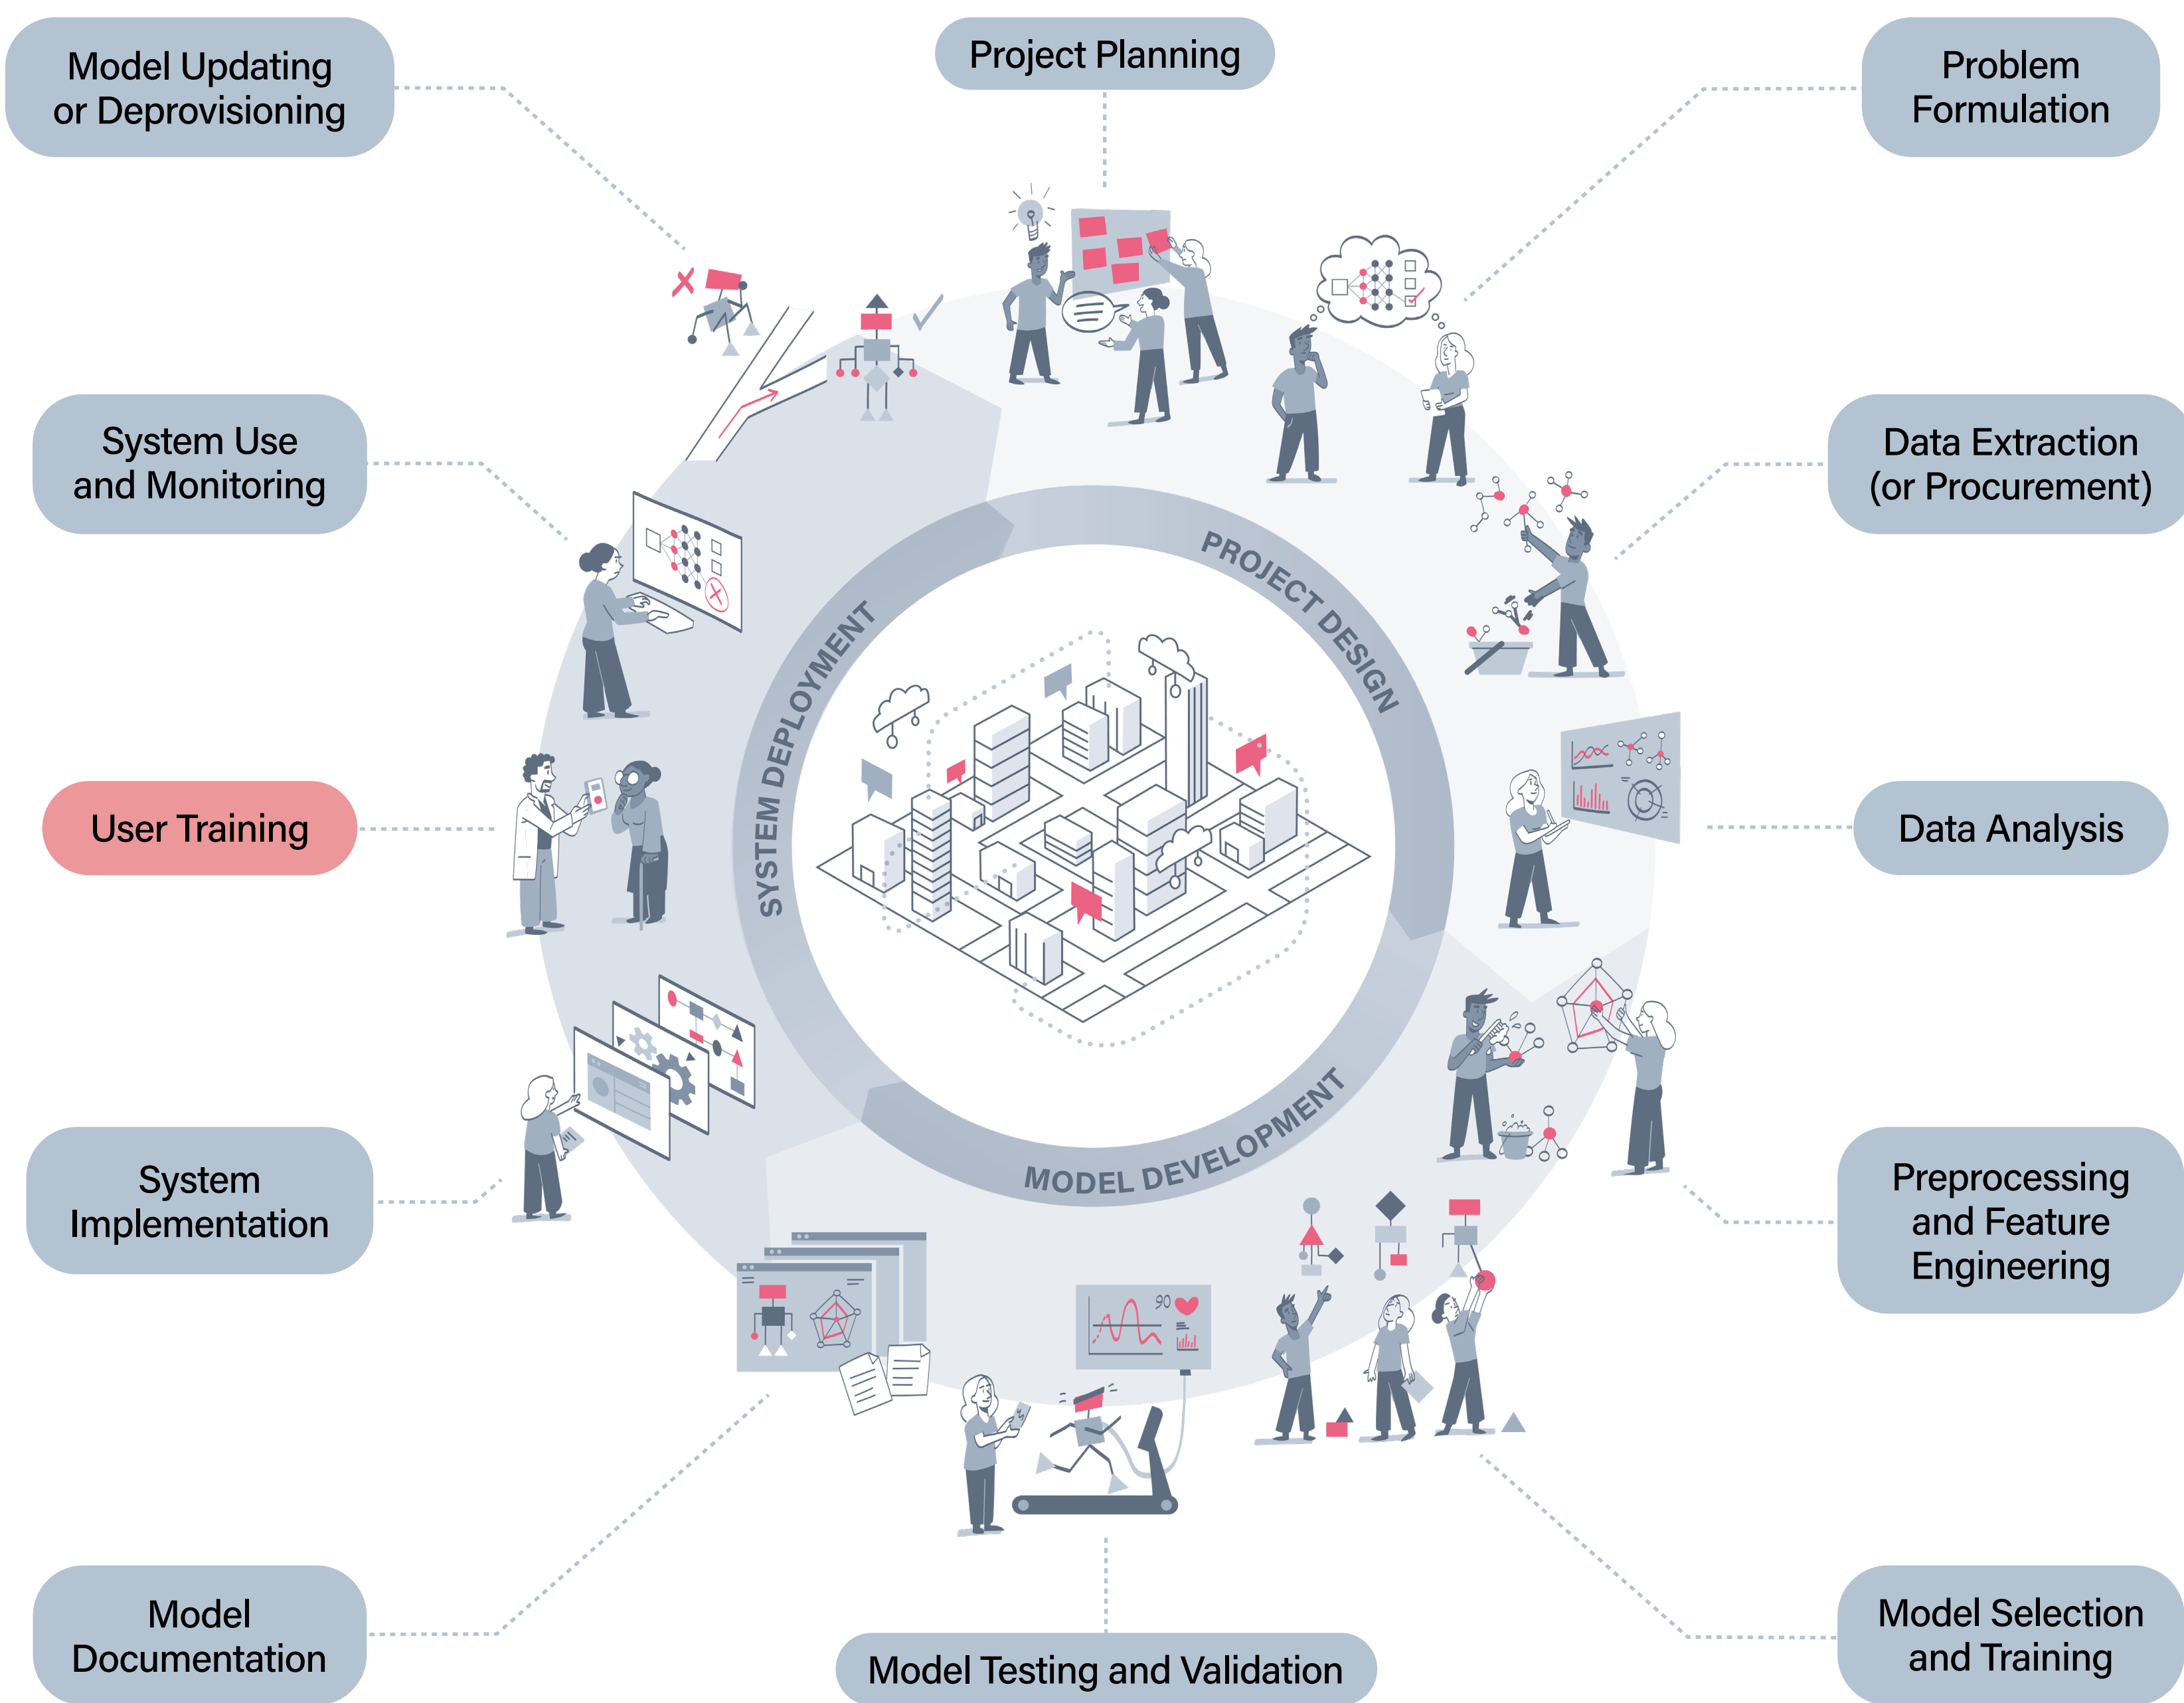 Model Updating
or Deprovisioning
Project Planning
Problem
Formulation
System Use
and Monitoring
Data Extraction
(or Procurement)
PROJECT DESIGN
SYSTEM DEPLOYMENT
User Training
Data Analysis
MODEL DEVELOPMENT
System
Implementation
Preprocessing
and Feature
Engineering
90
Model
Documentation
Model Testing and Validation
Model Selection
and Training